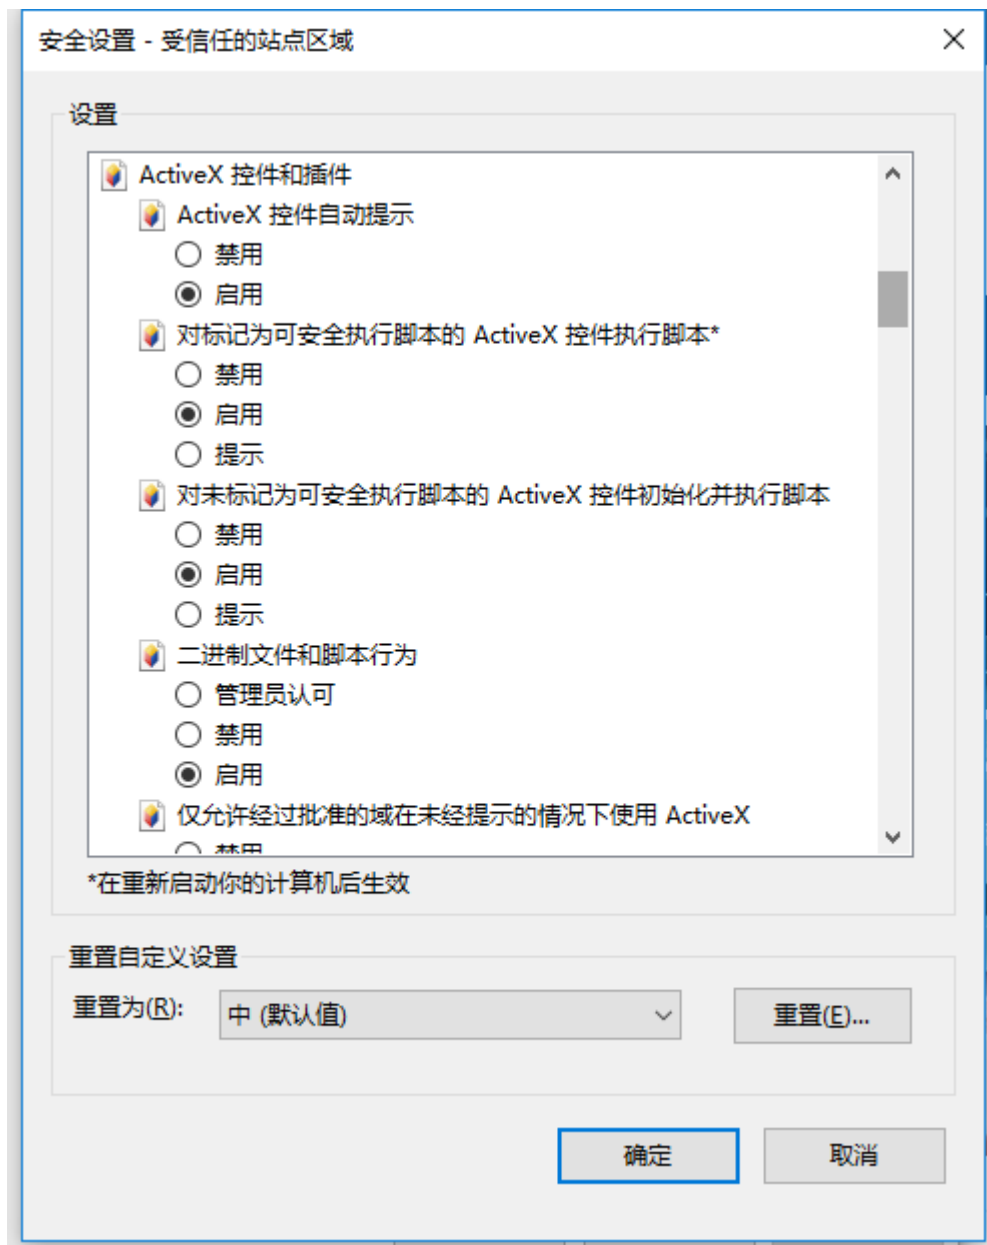 安全设置 - 受信任的站点区域
设置
ActiveX 控件和插件
ActiveX 控件自动提示
禁用
启用
对标记为可安全执行脚本的 ActiveX 控件执行脚本*
禁用
启用
提示
对未标记为可安全执行脚本的 ActiveX 控件初始化并执行脚本
禁用
启用
提示
二进制文件和脚本行为
管理员认可
禁用
启用
仅允许经过批准的域在未经提示的情况下使用 ActiveX
禁用
*在重新启动你的计算机后生效
重置自定义设置
重置为(R): 中 (默认值) 重置(E)...
确定 取消